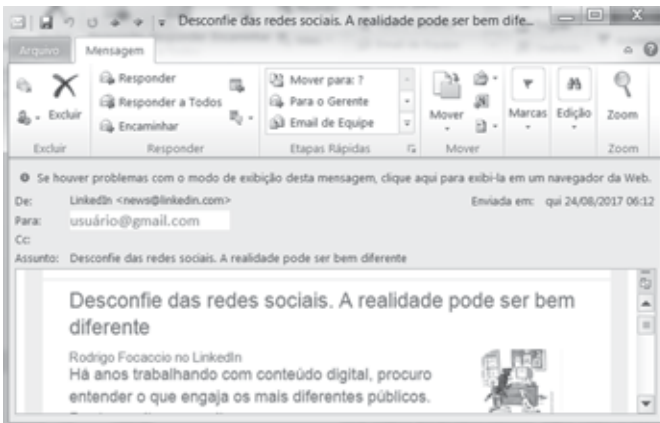 Desconfie das redes sociais. A realidade pode ser bem dife...
Arquivo Mensagem
Excluir
Responder
Responder a Todos
Encaminhar
Mover para: ?
Para o Gerente
Email de Equipe
Mover
Marcas
Edição
Zoom
Excluir Responder Etapas Rápidas Mover Zoom
Se houver problemas com o modo de exibição desta mensagem, clique aqui para exibi-la em um navegador da Web.
De: LinkedIn <news@linkedin.com> Enviada em: qui 24/08/2017 06:12
Para: usuário@gmail.com
Cc:
Assunto: Desconfie das redes sociais. A realidade pode ser bem diferente
Desconfie das redes sociais. A realidade pode ser bem
diferente
Rodrigo Focaccio no LinkedIn
Há anos trabalhando com conteúdo digital, procuro
entender o que engaja os mais diferentes públicos.